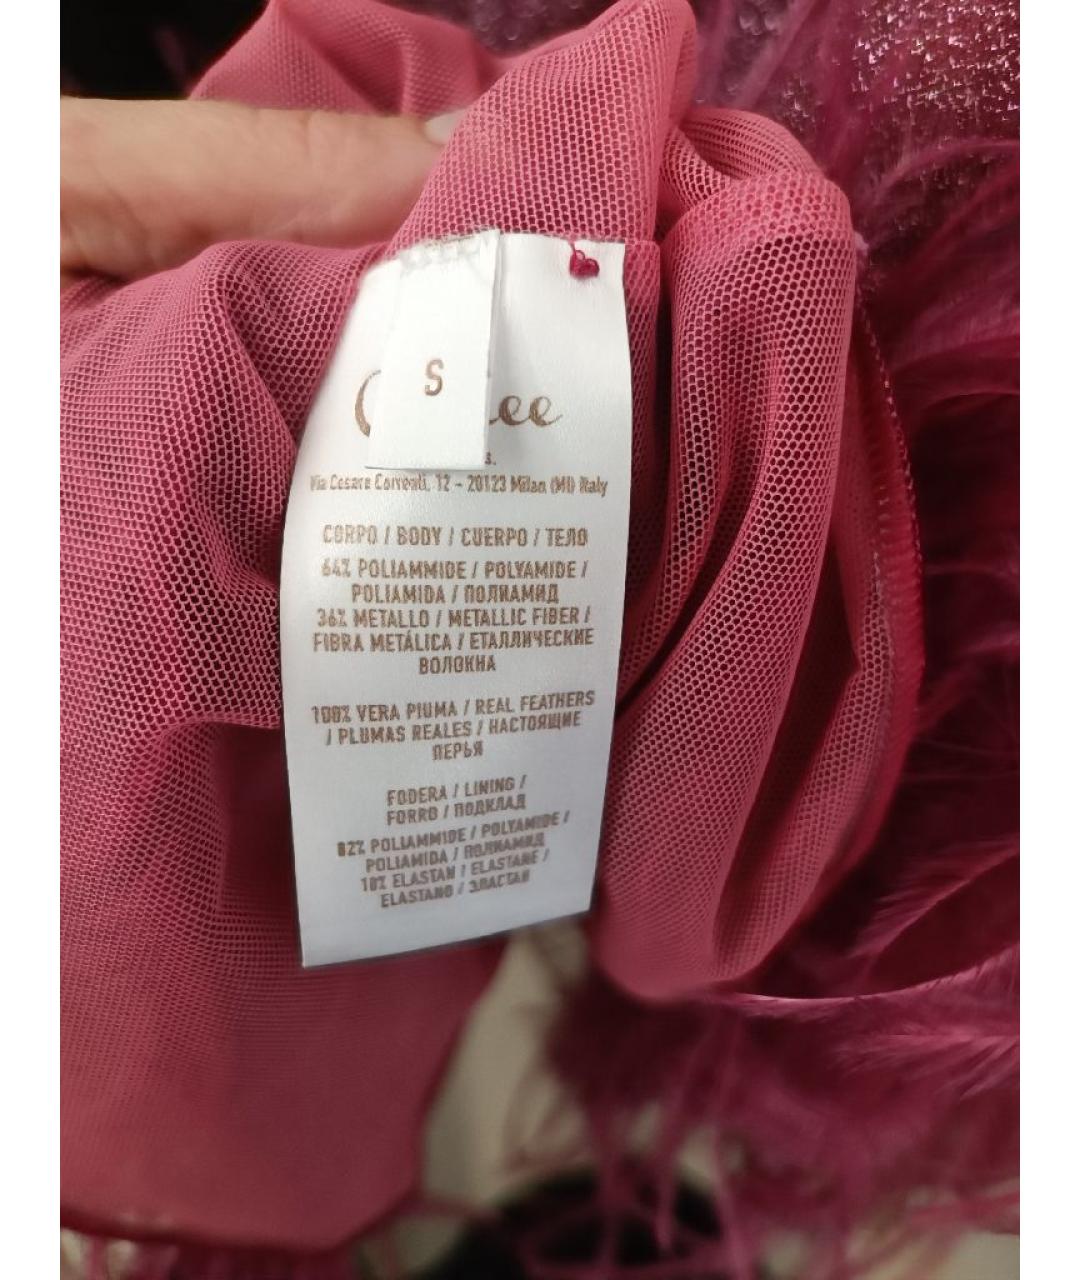 S
Via Cesare Correnti, 12 - 20123 Milan (MI) Italy
CORPO / BODY / CUERPO / ТЕЛО
64% POLIAMMIDE / POLYAMIDE /
POLIAMIDA / ПОЛИАМИД
36% METALLO / METALLIC FIBER /
FIBRA METÁLICA / ЕТАЛЛИЧЕСКИЕ
ВОЛОКНА
100% VERA PIUMA / REAL FEATHERS
/ PLUMAS REALES / НАСТОЯЩИЕ
ПЕРЬЯ
FODERA / LINING /
FORRO / ПОДКЛАД
82% POLIAMMIDE / POLYAMIDE /
POLIAMIDA / ПОЛИАМИД
18% ELASTAN / ELASTANE /
ELASTANO / ЭЛАСТАН